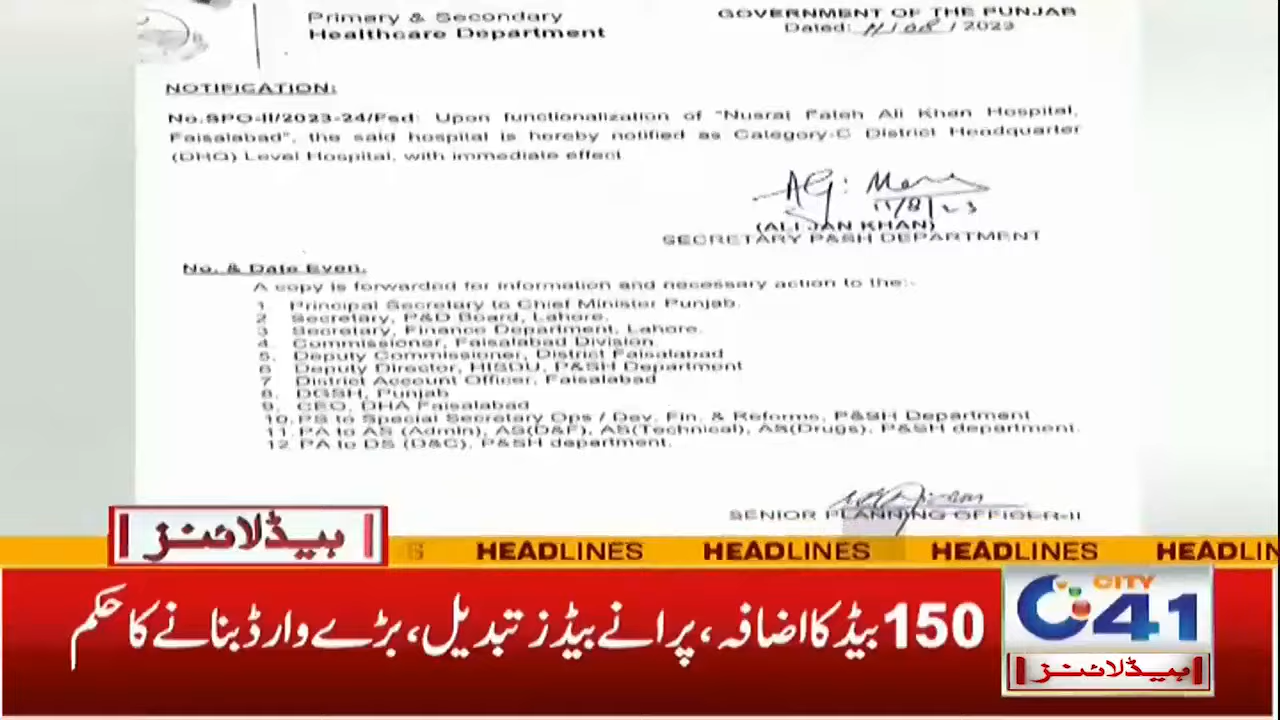 Primary & Secondary
Healthcare Department
GOVERNMENT OF THE PUNJAB
Dated: 11/08/2023
NOTIFICATION:
No.SPO-II/2023-24/Fsd: Upon functionalization of "Nusrat Fateh Ali Khan Hospital,
Faisalabad", the said hospital is hereby notified as Category-C District Headquarter
(DHQ) Level Hospital, with immediate effect
11/8/23
(ALI JAN KHAN)
SECRETARY P&SH DEPARTMENT
No. & Date Even.
A copy is forwarded for information and necessary action to the:-
1. Principal Secretary to Chief Minister Punjab.
2 Secretary, P&D Board, Lahore.
3 Secretary, Finance Department, Lahore.
4. Commissioner, Faisalabad Division.
5. Deputy Commissioner, District Faisalabad
6 Deputy Director, HISDU, P&SH Department
7 District Account Officer, Faisalabad
8. DGSH, Punjab
9. CEO, DHA Faisalabad
10. PS to Special Secretary Ops / Dev. Fin. & Reforms, P&SH Department
11. PA to AS (Admin), AS(D&F), AS(Technical), AS(Drugs), P&SH department.
12. PA to DS (D&C), P&SH department.
SENIOR PLANNING OFFICER-II
ہیڈلائنز
S HEADLINES HEADLINES HEADLINES HEADLIN
150 بیڈ کا اضافہ، پرانے بیڈز تبدیل، بڑے وارڈ بنانے کا حکم
CITY
41
ہیڈلائنز